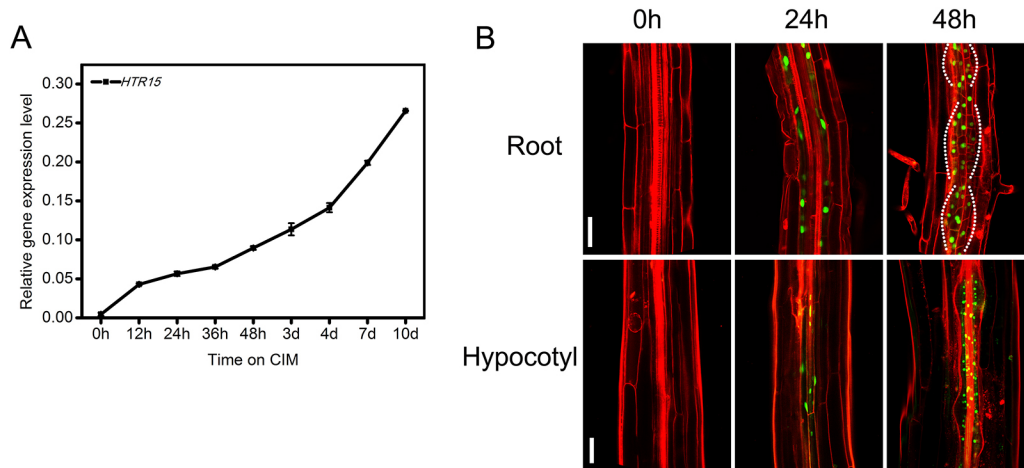 A
Relative gene expression level
0.30
0.25
0.20
0.15
0.10
0.05
0.00
HTR15
0h 12h 24h 36h 48h 3d 4d 7d 10d
Time on CIM
B
0h 24h 48h
Root
Hypocotyl